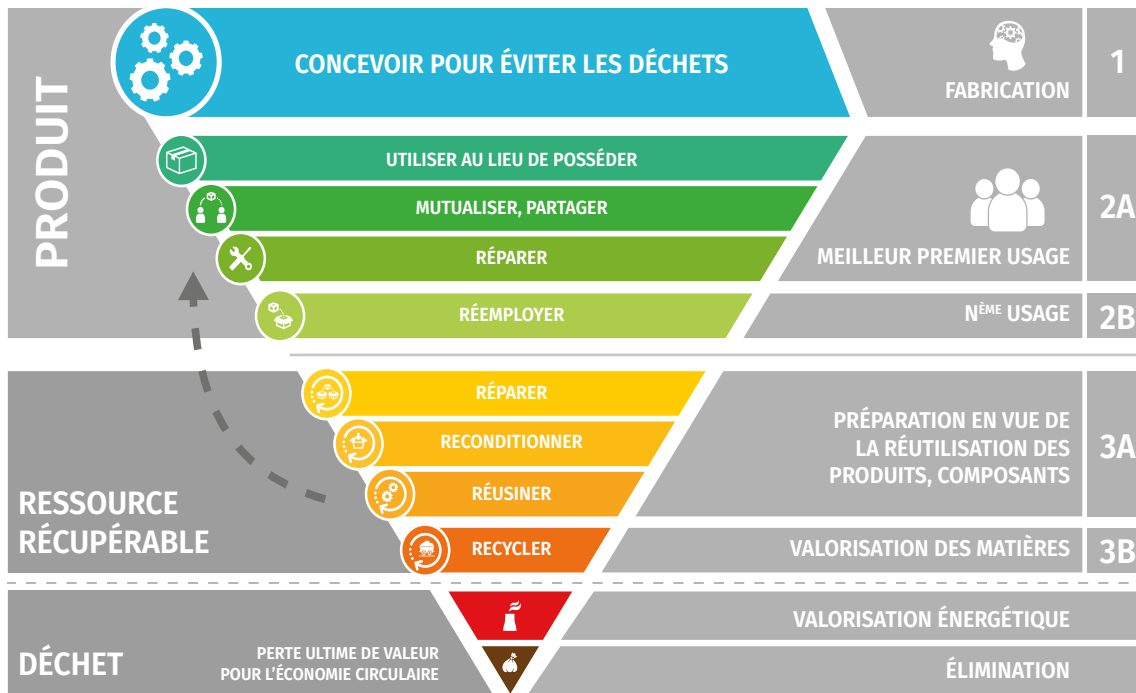 PRODUIT
CONCEVOIR POUR ÉVITER LES DÉCHETS
FABRICATION
1
UTILISER AU LIEU DE POSSÉDER
MUTUALISER, PARTAGER
RÉPARER
MEILLEUR PREMIER USAGE
2A
RÉEMPLOYER
NÈME USAGE
2B
RESSOURCE
RÉCUPÉRABLE
RÉPARER
RECONDITIONNER
RÉUSINER
PRÉPARATION EN VUE DE
LA RÉUTILISATION DES
PRODUITS, COMPOSANTS
3A
RECYCLER
VALORISATION DES MATIÈRES
3B
DÉCHET
PERTE ULTIME DE VALEUR
POUR L’ÉCONOMIE CIRCULAIRE
VALORISATION ÉNERGÉTIQUE
ÉLIMINATION